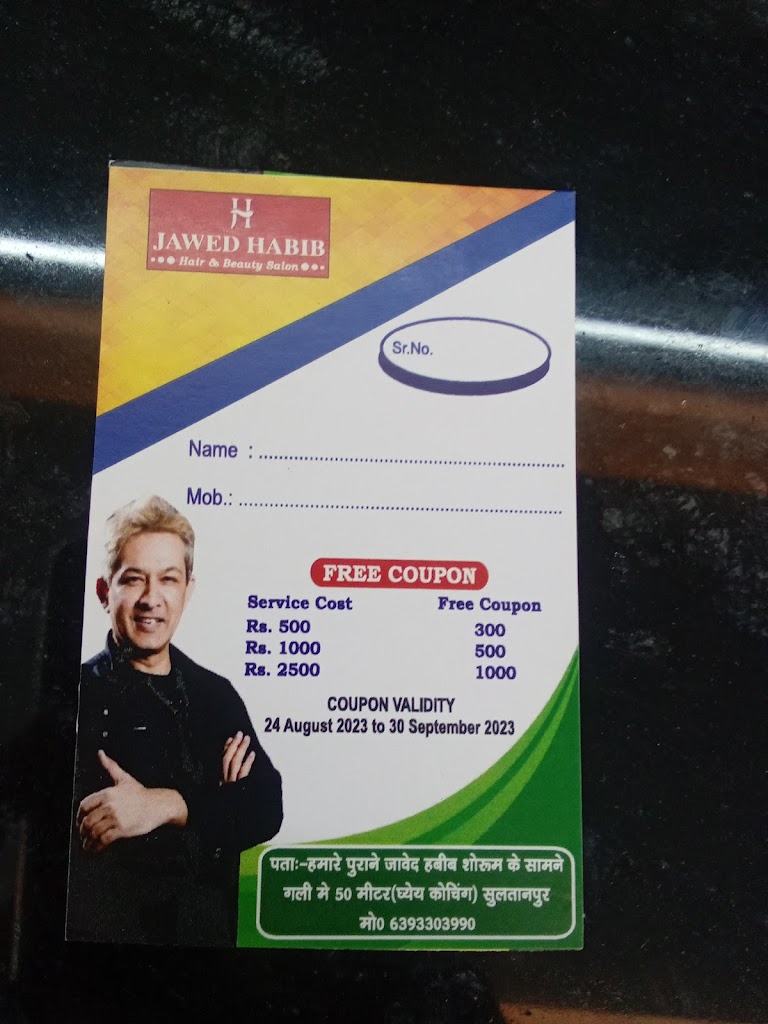 JH
JAWED HABIB
Hair & Beauty Salon
Sr.No.
Name :
Mob.:
FREE COUPON
Service Cost Free Coupon
Rs. 500 300
Rs. 1000 500
Rs. 2500 1000
COUPON VALIDITY
24 August 2023 to 30 September 2023
पताः-हमारे पुराने जावेद हबीब शोरूम के सामने
गली मे 50 मीटर(ध्येय कोचिंग) सुलतानपुर
मो0 6393303990